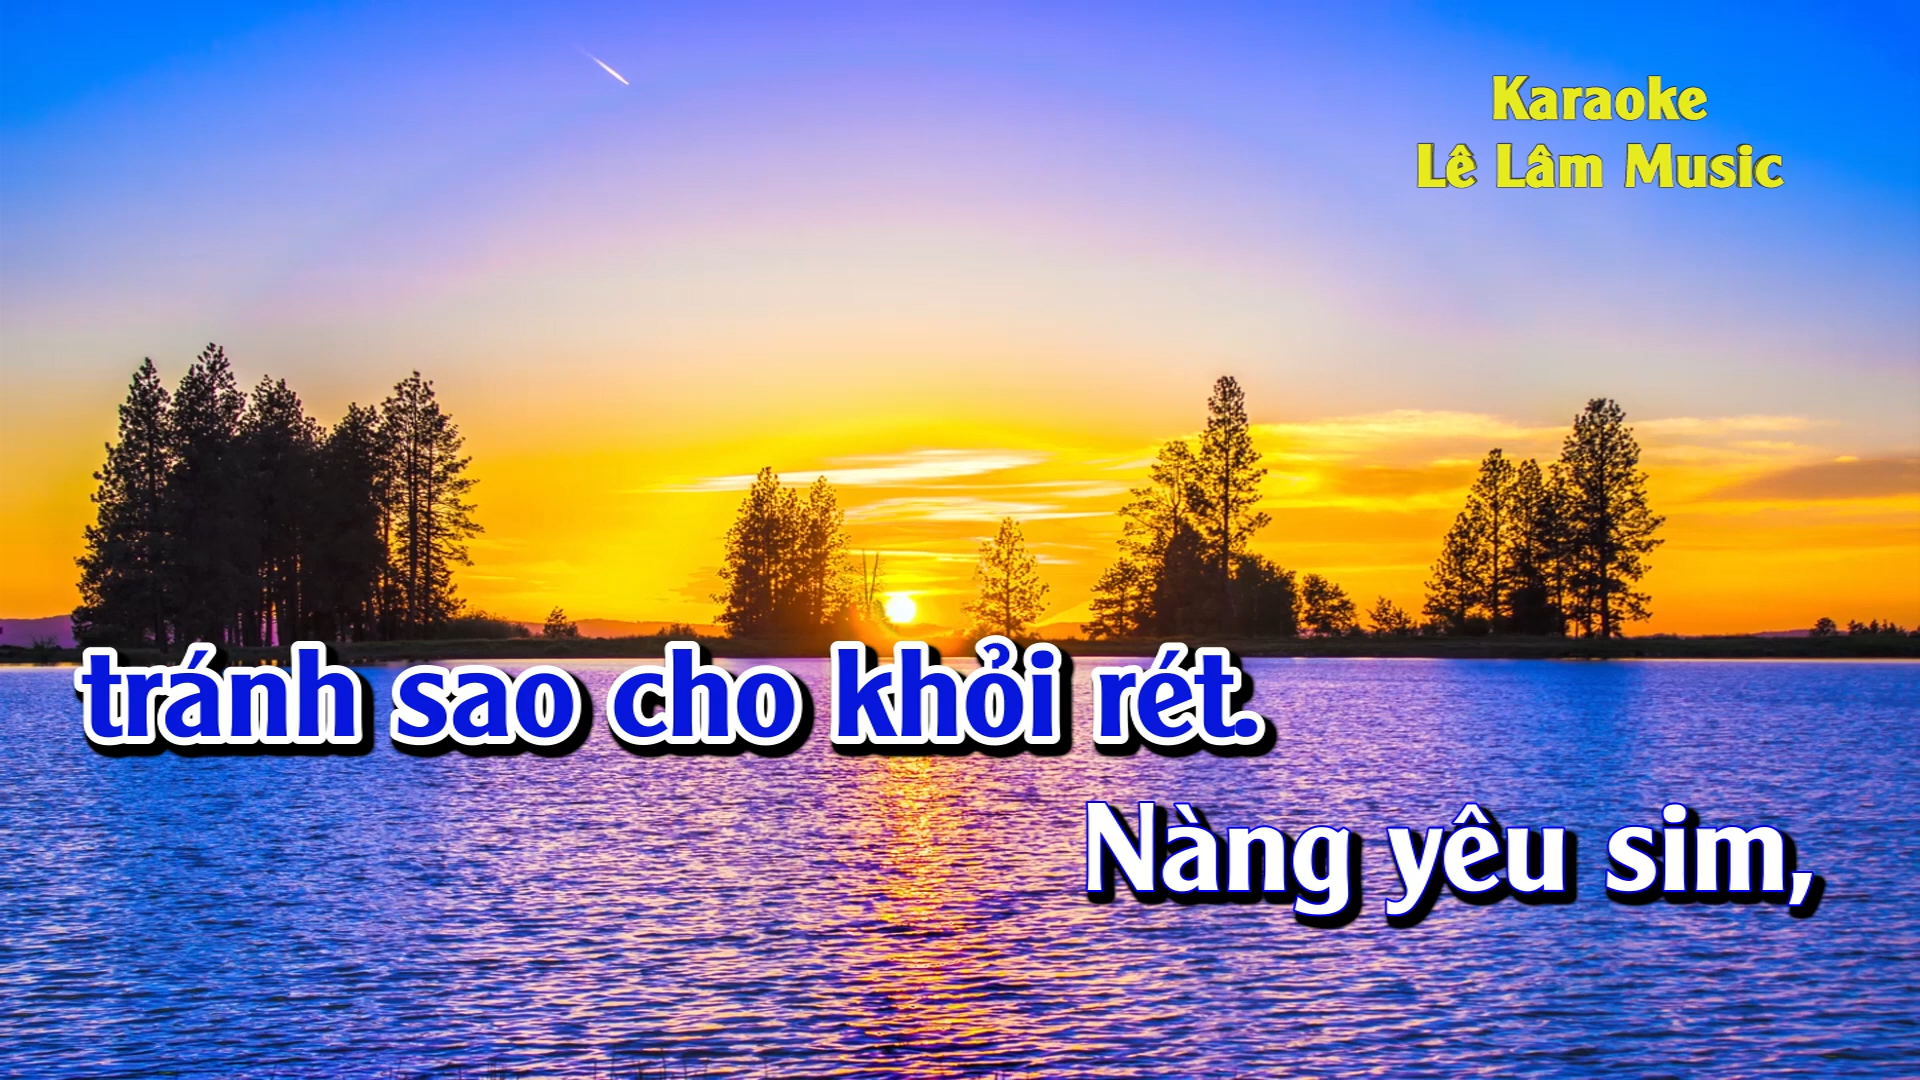 Karaoke
Lê Lâm Music
tránh sao cho khỏi rét.
Nàng yêu sim,